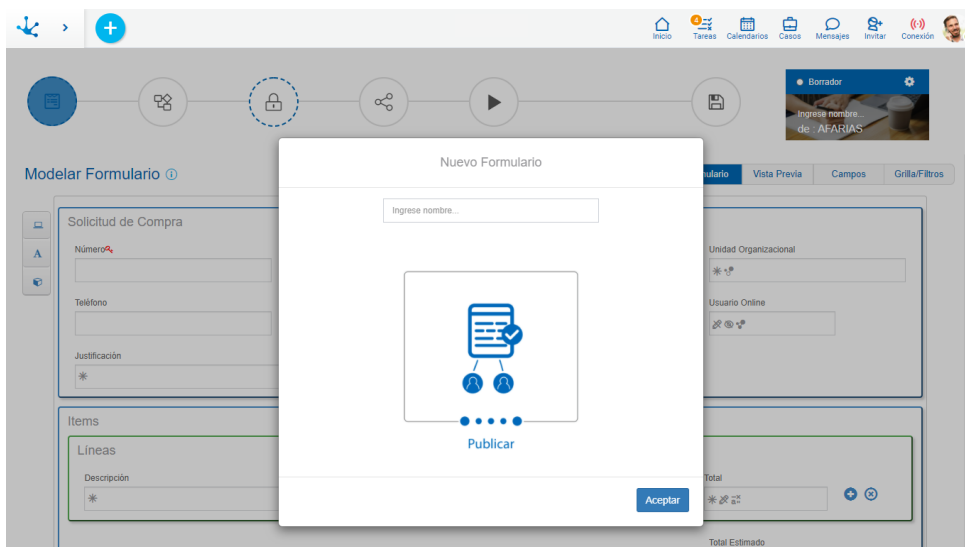 4
Inicio
Tareas
Calendarios
Casos
Mensajes
Invitar
Conexión
Borrador
Ingrese nombre...
de : AFARIAS
Modelar Formulario
Vista Previa
Campos
Grilla/Filtros
Nuevo Formulario
Ingrese nombre...
Publicar
Aceptar
A
Solicitud de Compra
Número
Unidad Organizacional
Teléfono
Usuario Online
Justificación
Items
Líneas
Descripción
Total
Total Estimado